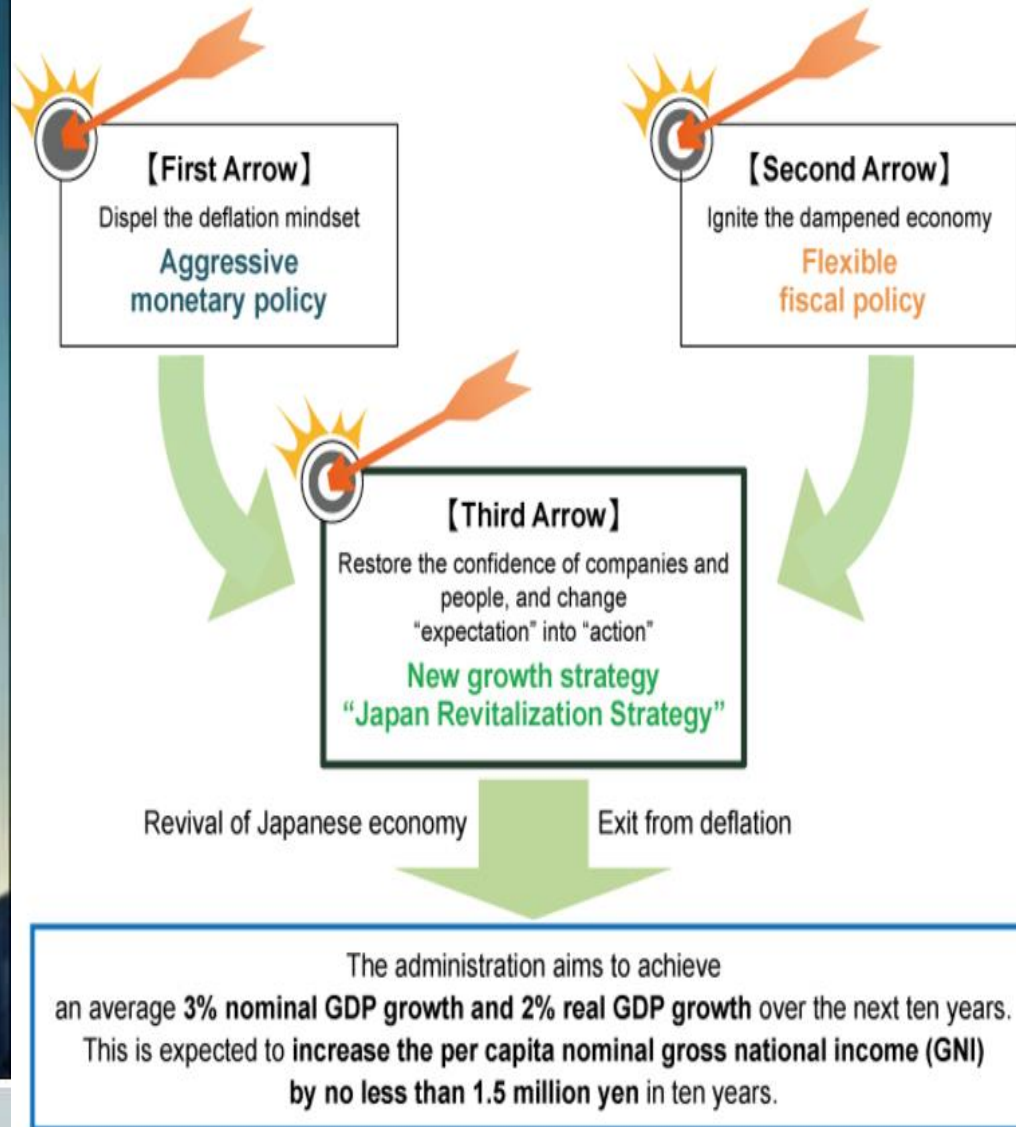 【First Arrow】
Dispel the deflation mindset
Aggressive
monetary policy
【Second Arrow】
Ignite the dampened economy
Flexible
fiscal policy
【Third Arrow】
Restore the confidence of companies and
people, and change
“expectation” into “action”
New growth strategy
“Japan Revitalization Strategy”
Revival of Japanese economy
Exit from deflation
The administration aims to achieve
an average 3% nominal GDP growth and 2% real GDP growth over the next ten years.
This is expected to increase the per capita nominal gross national income (GNI)
by no less than 1.5 million yen in ten years.